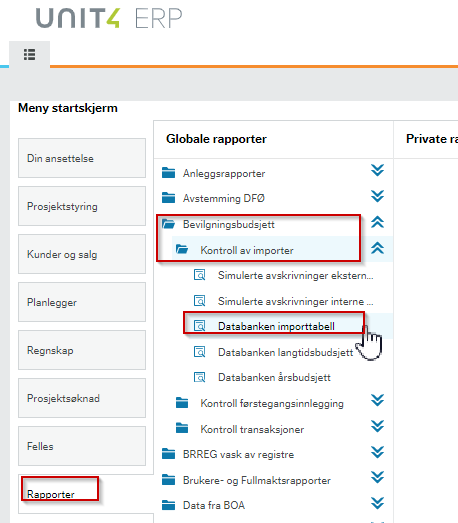 UNIT4 ERP
Meny startskjerm
Din ansettelse
Prosjektstyring
Kunder og salg
Planlegger
Regnskap
Prosjektsøknad
Felles
Rapporter
Globale rapporter
Anleggsrapporter
Avstemming DFØ
Bevilgningsbudsjett
Kontroll av importer
Simulerte avskrivninger ekstern...
Simulerte avskrivninger interne ...
Databanken importtabell
Databanken langtidsbudsjett
Databanken årsbudsjett
Kontroll førstegangsinnlegging
Kontroll transaksjoner
BRREG vask av registre
Brukere- og Fullmaktsrapporter
Data fra BOA
Private ra